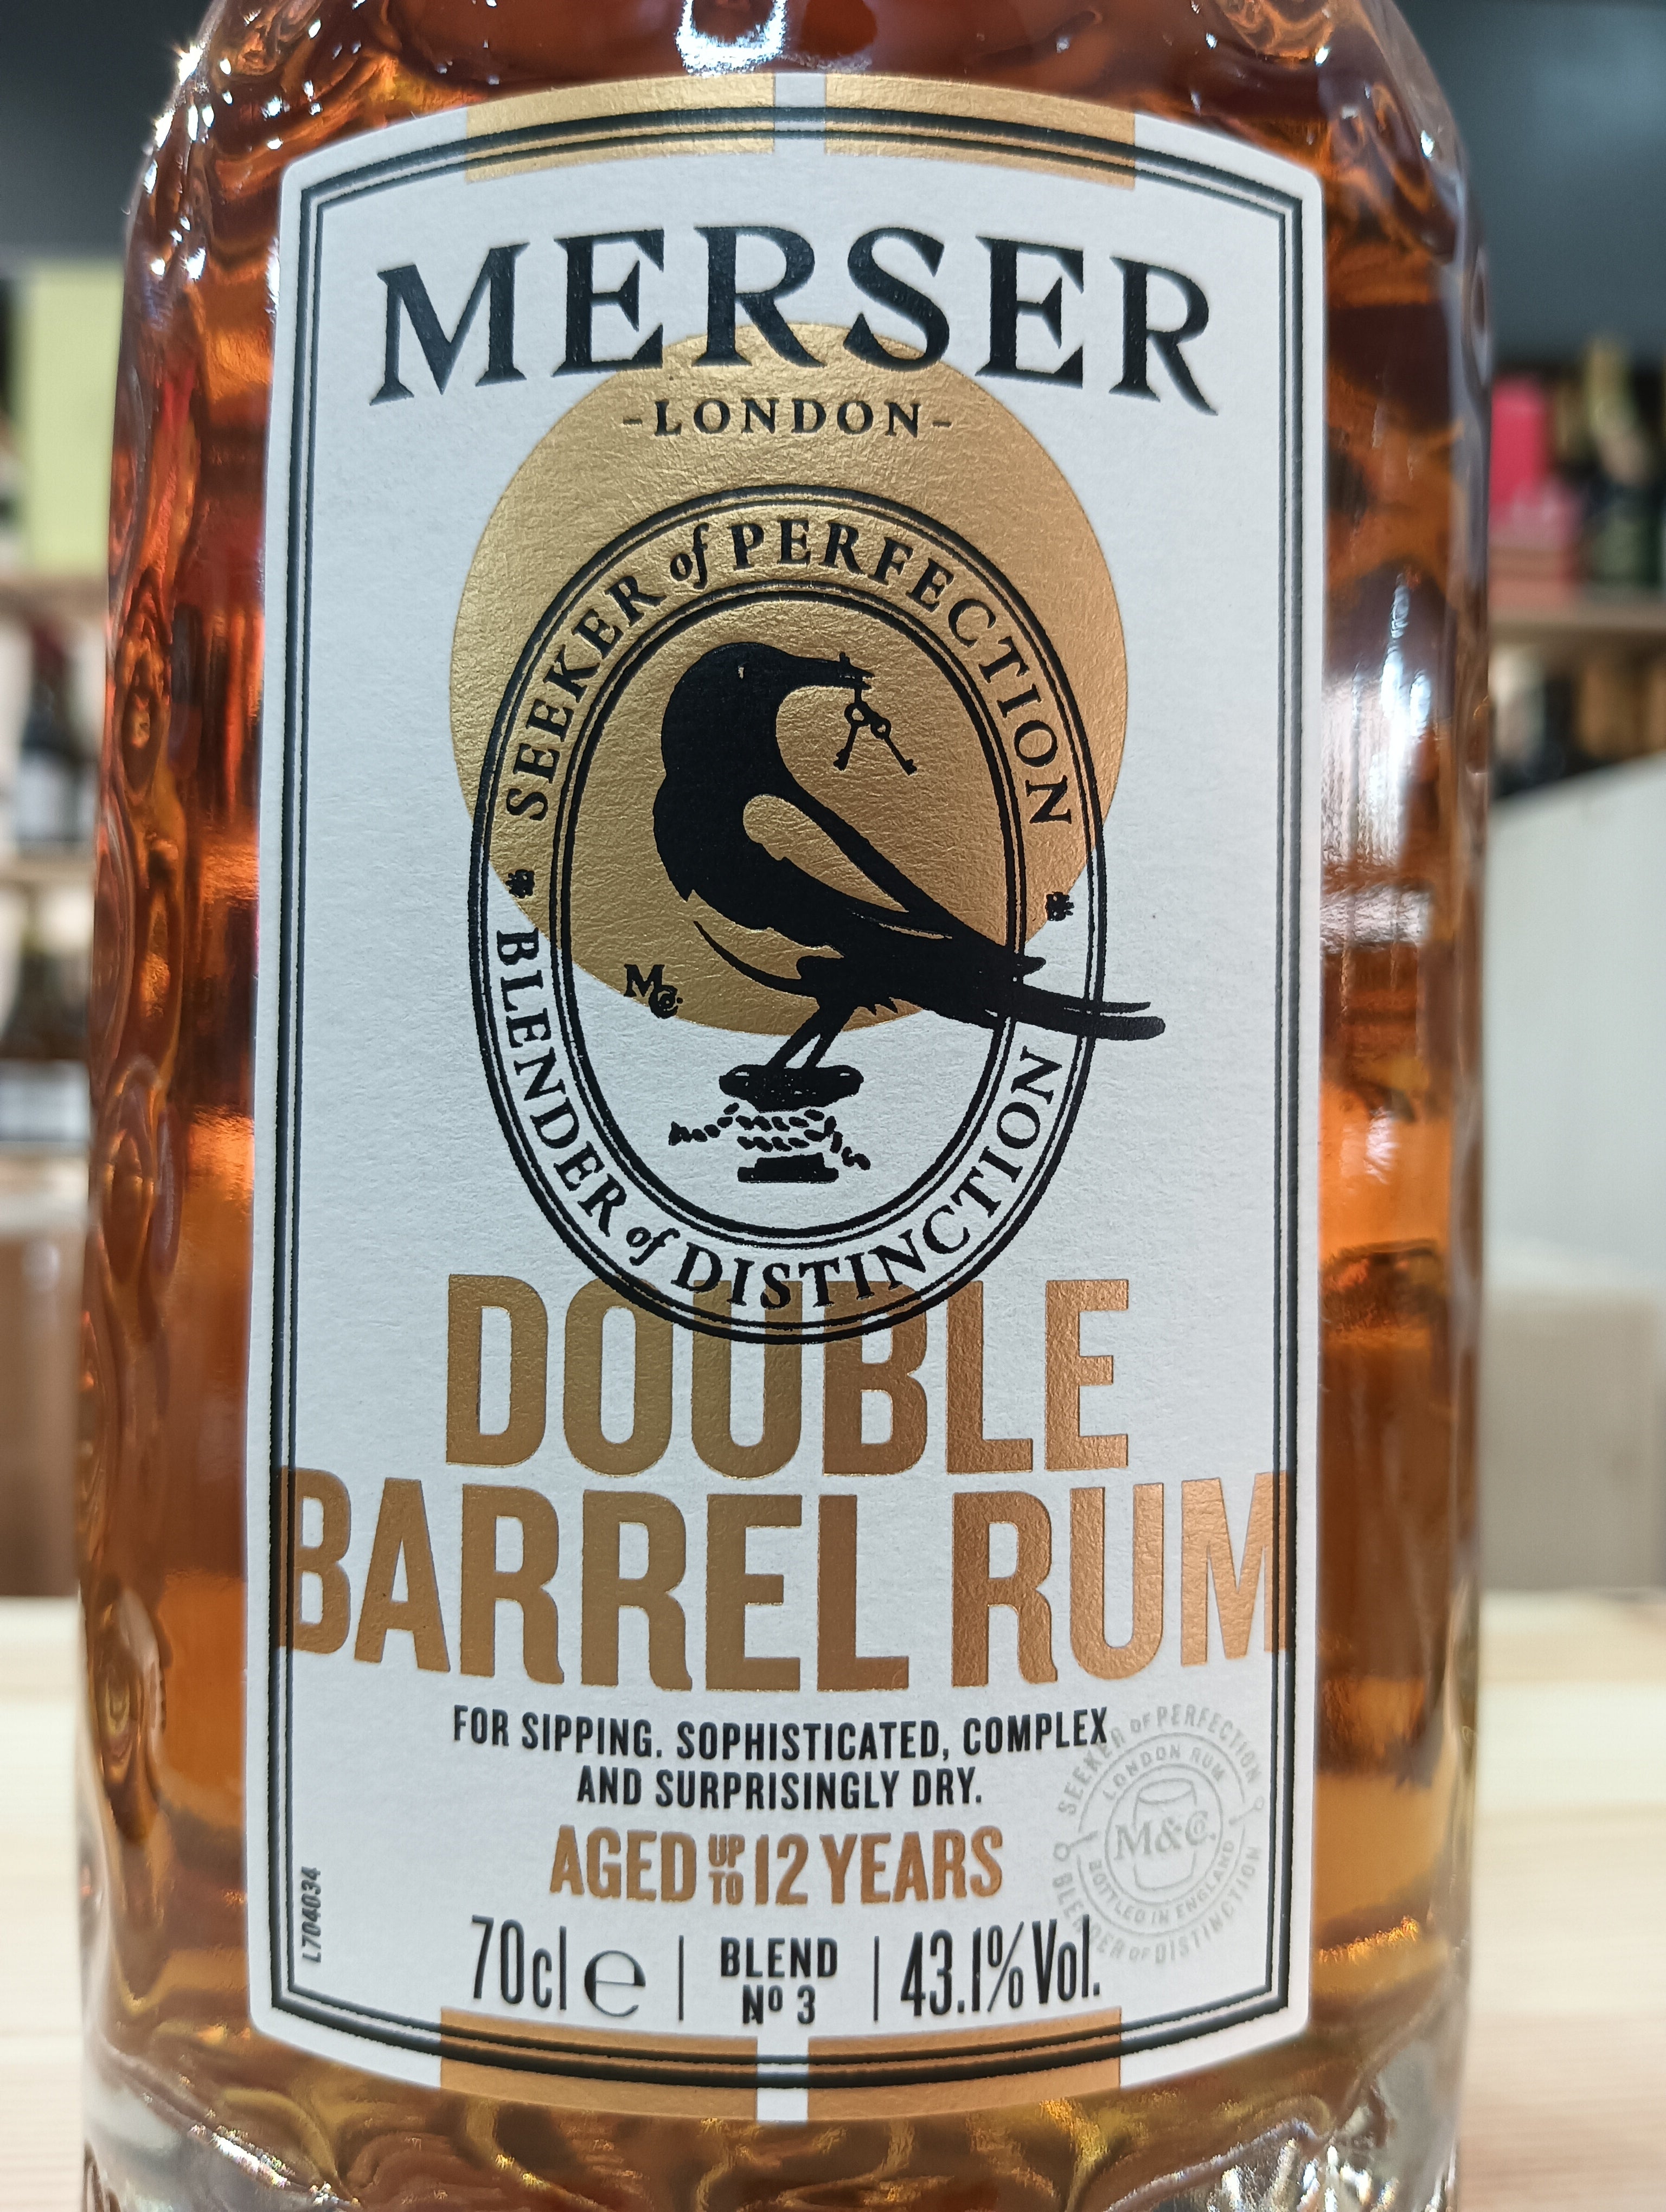 MERSER
-LONDON-
SEEKER of PERFECTION
BLENDER of DISTINCTION
M&Co.
DOUBLE
BARREL RUM
FOR SIPPING. SOPHISTICATED, COMPLEX
AND SURPRISINGLY DRY.
AGED UP TO 12 YEARS
70cl e | BLEND Nº 3 | 43.1% Vol.
L704034
SEEKER OF PERFECTION
LONDON RUM
M&Co.
BOTTLED IN ENGLAND
BLENDER OF DISTINCTION